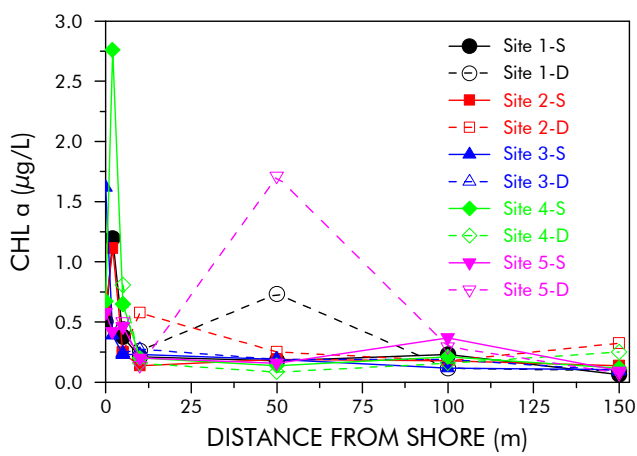 3.0
2.5
2.0
1.5
1.0
0.5
0.0
CHL a (µg/L)
Site 1-S
Site 1-D
Site 2-S
Site 2-D
Site 3-S
Site 3-D
Site 4-S
Site 4-D
Site 5-S
Site 5-D
0 25 50 75 100 125 150
DISTANCE FROM SHORE (m)